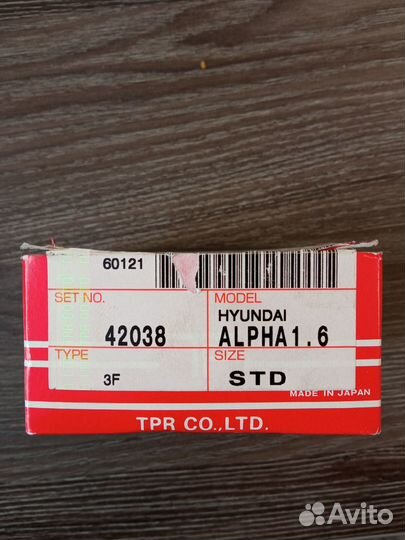 60121
SET NO.
MODEL
HYUNDAI
42038
ALPHA1.6
TYPE
SIZE
3F
STD
MADE IN JAPAN
TPR CO.,LTD.
Avito